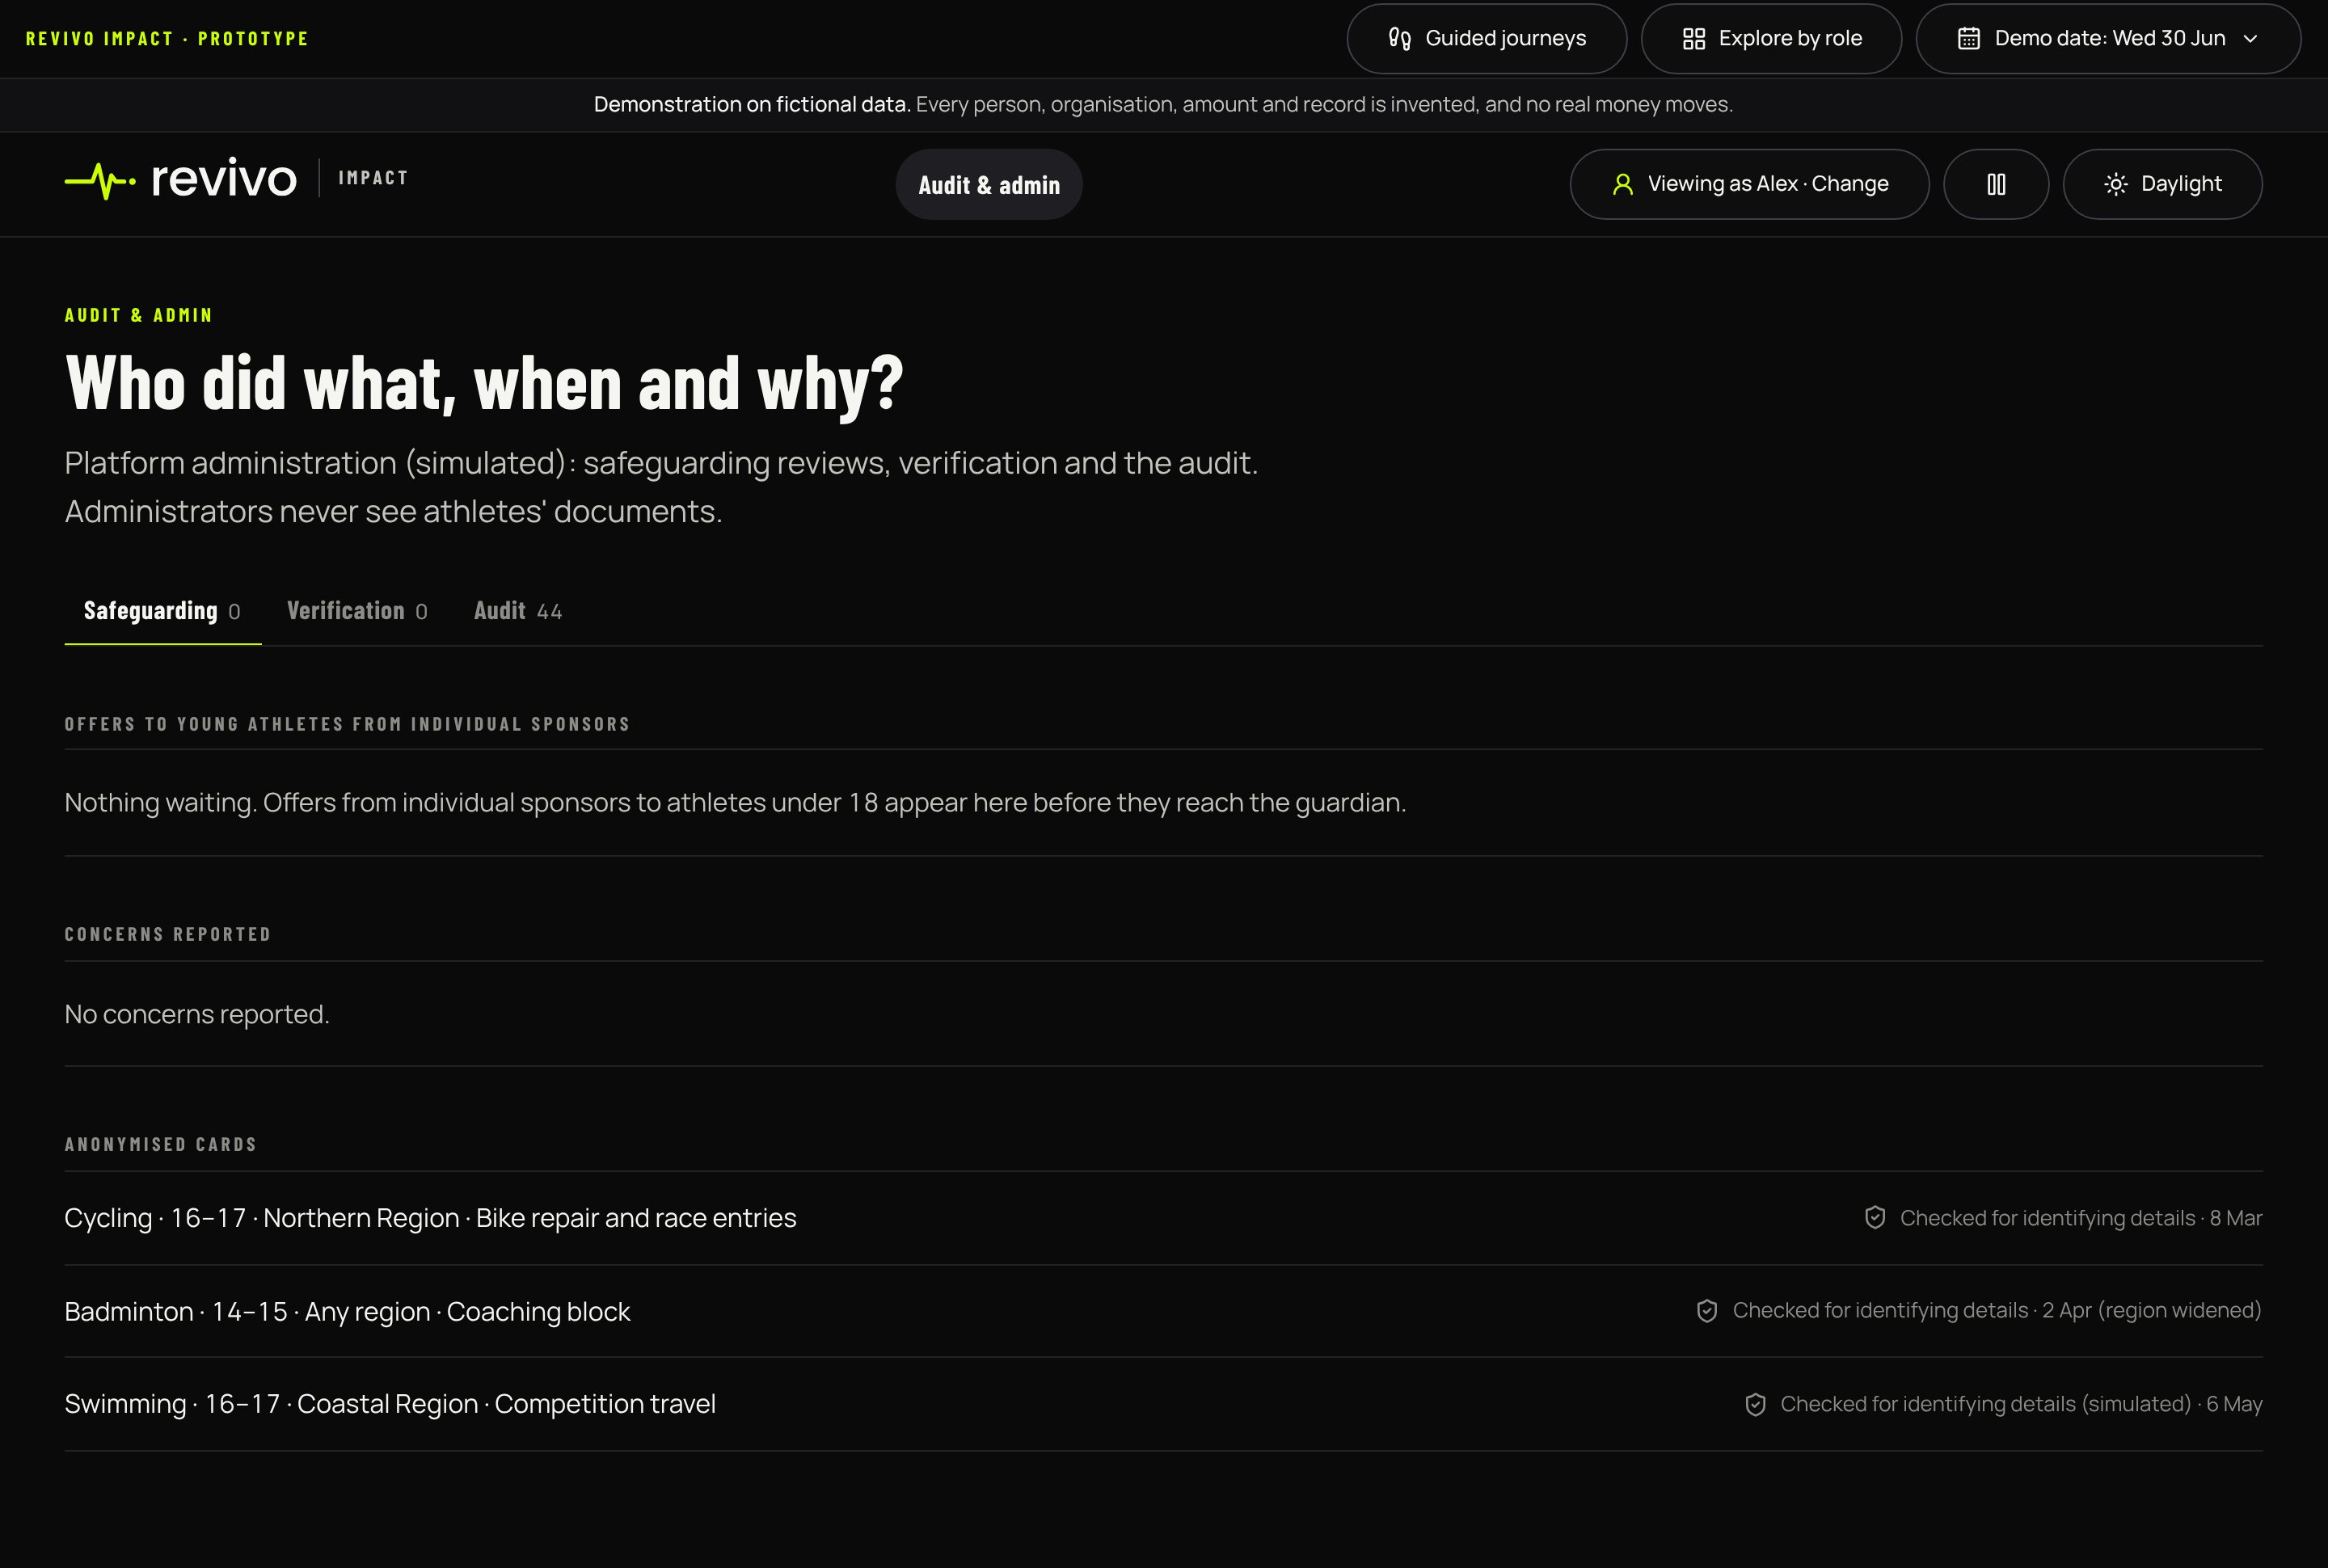 REVIVO IMPACT · PROTOTYPE
Guided journeys
Explore by role
Demo date: Wed 30 Jun
Demonstration on fictional data. Every person, organisation, amount and record is invented, and no real money moves.
revivo
IMPACT
Audit & admin
Viewing as Alex · Change
Daylight
AUDIT & ADMIN
Who did what, when and why?
Platform administration (simulated): safeguarding reviews, verification and the audit.
Administrators never see athletes' documents.
Safeguarding 0
Verification 0
Audit 44
OFFERS TO YOUNG ATHLETES FROM INDIVIDUAL SPONSORS
Nothing waiting. Offers from individual sponsors to athletes under 18 appear here before they reach the guardian.
CONCERNS REPORTED
No concerns reported.
ANONYMISED CARDS
Cycling · 16–17 · Northern Region · Bike repair and race entries
Checked for identifying details · 8 Mar
Badminton · 14–15 · Any region · Coaching block
Checked for identifying details · 2 Apr (region widened)
Swimming · 16–17 · Coastal Region · Competition travel
Checked for identifying details (simulated) · 6 May